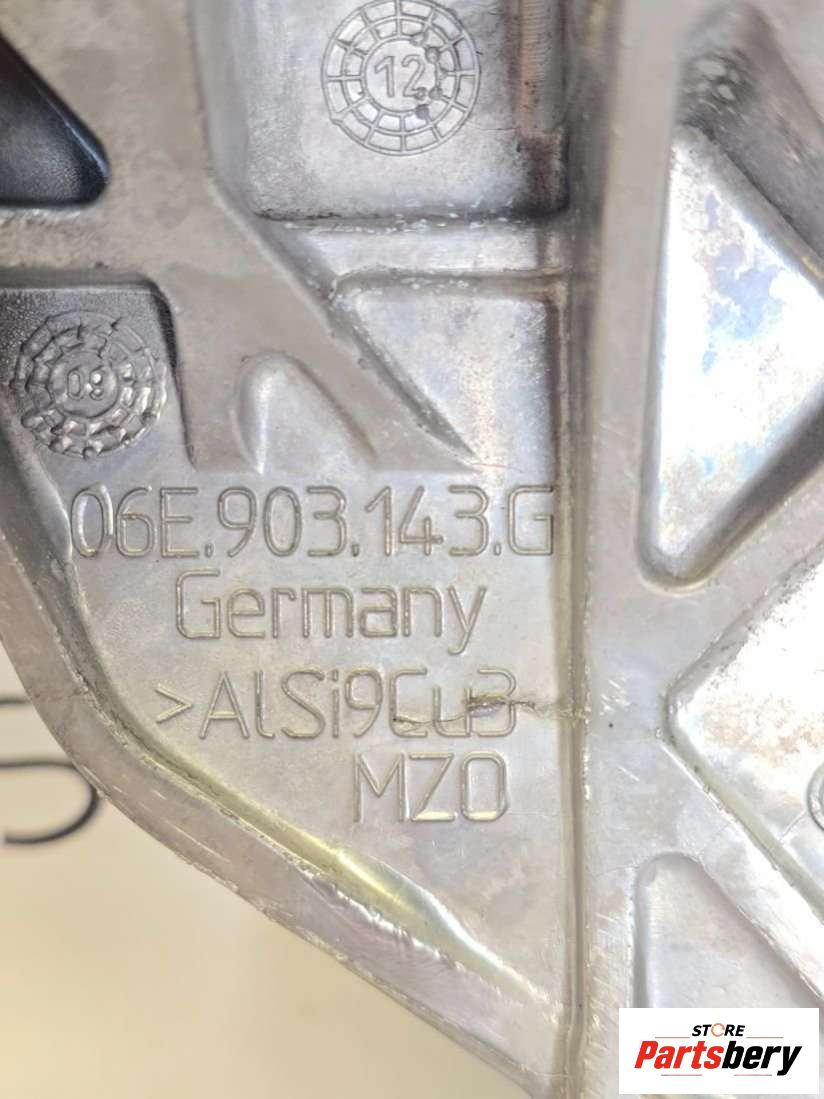 12
09
06E.903.143.G
Germany
>AlSi9Cu3
MZO
STORE
Partsbery